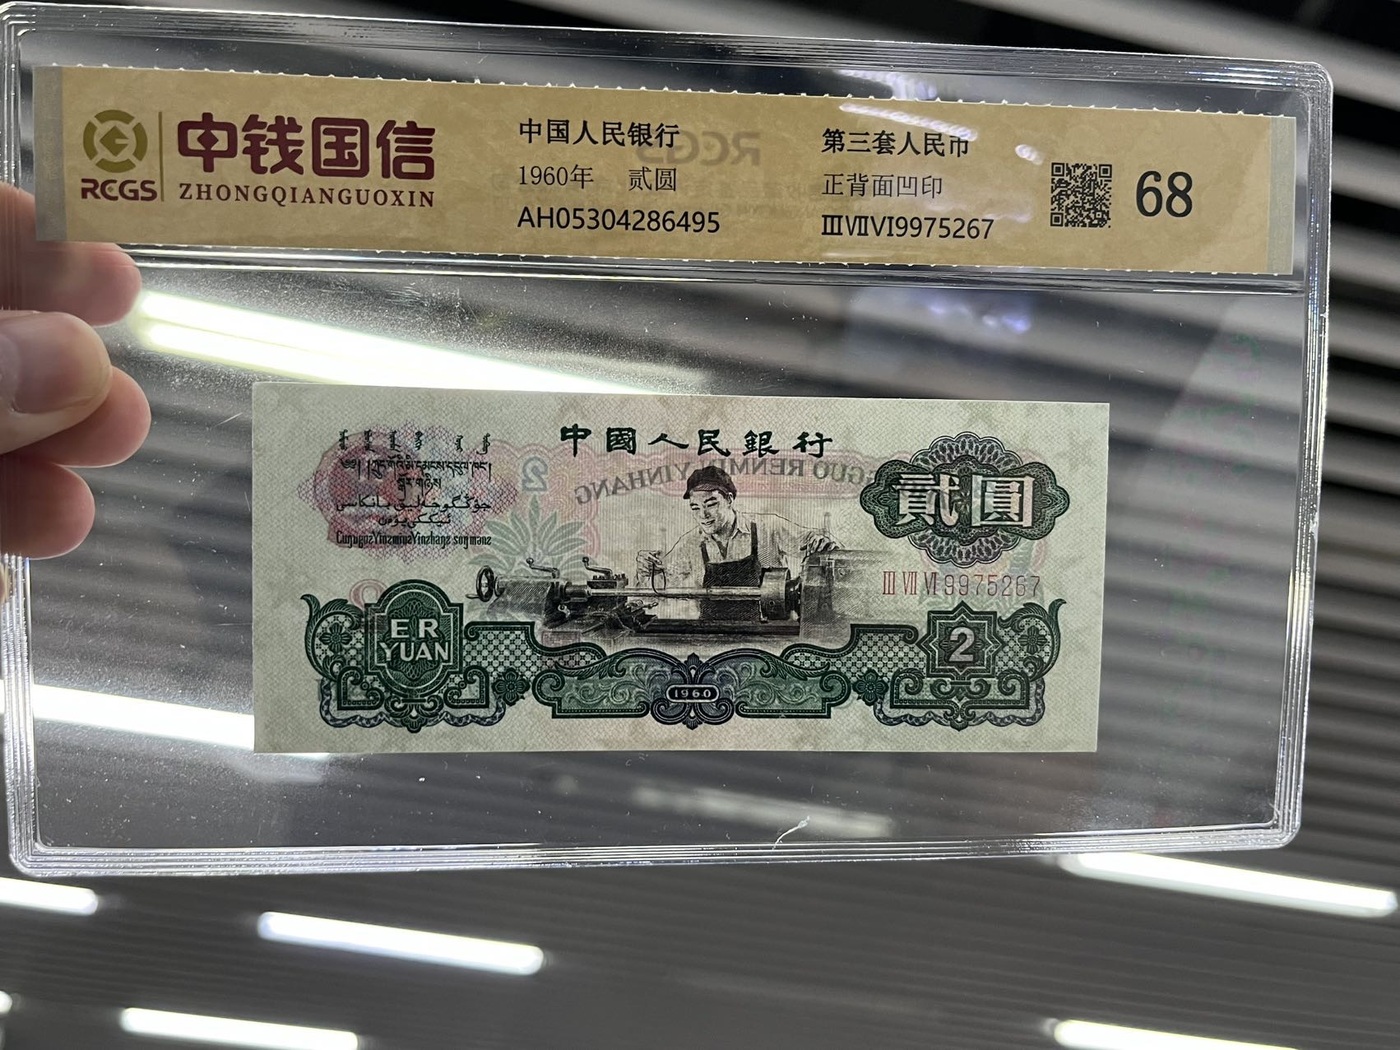 RCGS
中钱国信
ZHONGQIANGUOXIN
中国人民银行
1960年 贰圆
AH05304286495
第三套人民币
正背面凹印
ⅢⅦⅥ9975267
68
中國人民銀行
貳圓
ⅢⅦⅥ9975267
ER
YUAN
1960
2